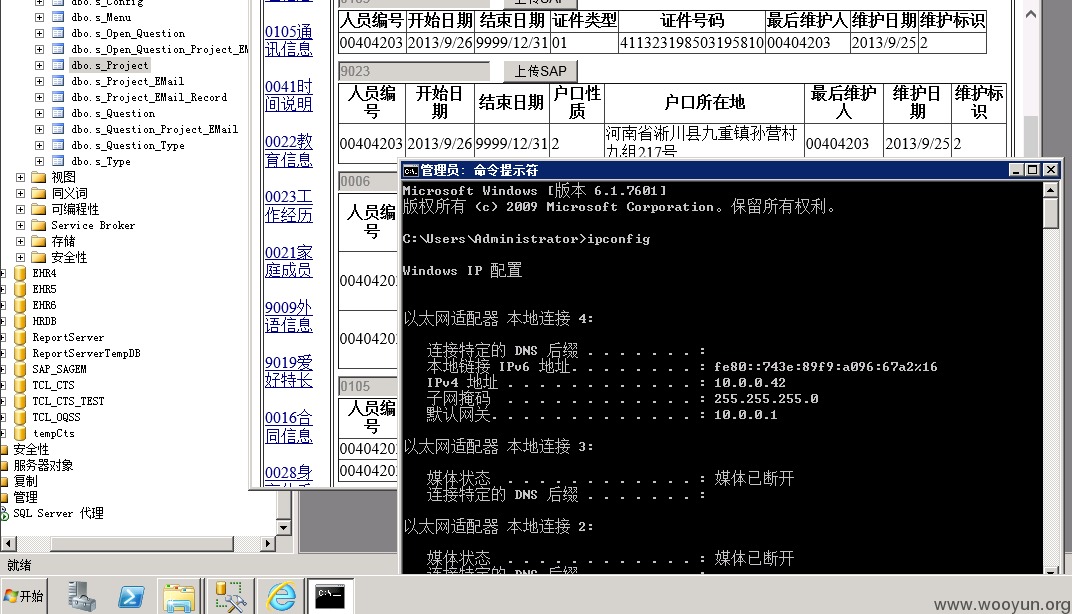 dbo.s_Config
dbo.s_Menu
dbo.s_Open_Question
dbo.s_Open_Question_Project_EM
dbo.s_Project
dbo.s_Project_EMail
dbo.s_Project_EMail_Record
dbo.s_Question
dbo.s_Question_Project_EMail
dbo.s_Question_Type
dbo.s_Type
视图
同义词
可编程性
Service Broker
存储
安全性
EHR4
EHR5
EHR6
HRDB
ReportServer
ReportServerTempDB
SAP_SAGEM
TCL_CTS
TCL_CTS_TEST
TCL_OQSS
tempCts
安全性
服务器对象
复制
管理
SQL Server 代理
就绪
开始
0105通
讯信息
0041时
间说明
0022教
育信息
0023工
作经历
0021家
庭成员
9009外
语信息
9019爱
好特长
0016合
同信息
0028身
上传SAP
人员编号 开始日期 结束日期 证件类型 证件号码 最后维护人 维护日期 维护标识
00404203 2013/9/26 9999/12/31 01 411323198503195810 00404203 2013/9/25 2
9023 上传SAP
人员编号 开始日期 结束日期 户口性质 户口所在地 最后维护人 维护日期 维护标识
00404203 2013/9/26 9999/12/31 2 河南省淅川县九重镇孙营村九组217号 00404203 2013/9/25 2
0006
人员编
号
0040420
0040420
0105
人员编
号
0040420
0040420
管理员: 命令提示符
Microsoft Windows [版本 6.1.7601]
版权所有 (c) 2009 Microsoft Corporation。保留所有权利。
C:\Users\Administrator>ipconfig
Windows IP 配置
以太网适配器 本地连接 4:
连接特定的 DNS 后缀 . . . . . . . :
本地链接 IPv6 地址. . . . . . . . : fe80::743e:89f9:a096:67a2%16
IPv4 地址 . . . . . . . . . . . . : 10.0.0.42
子网掩码 . . . . . . . . . . . . : 255.255.255.0
默认网关. . . . . . . . . . . . . : 10.0.0.1
以太网适配器 本地连接 3:
媒体状态 . . . . . . . . . . . . : 媒体已断开
连接特定的 DNS 后缀 . . . . . . . :
以太网适配器 本地连接 2:
媒体状态 . . . . . . . . . . . . : 媒体已断开
连接特定的 DNS 后缀 . . . . . . . :
www.wooyun.org